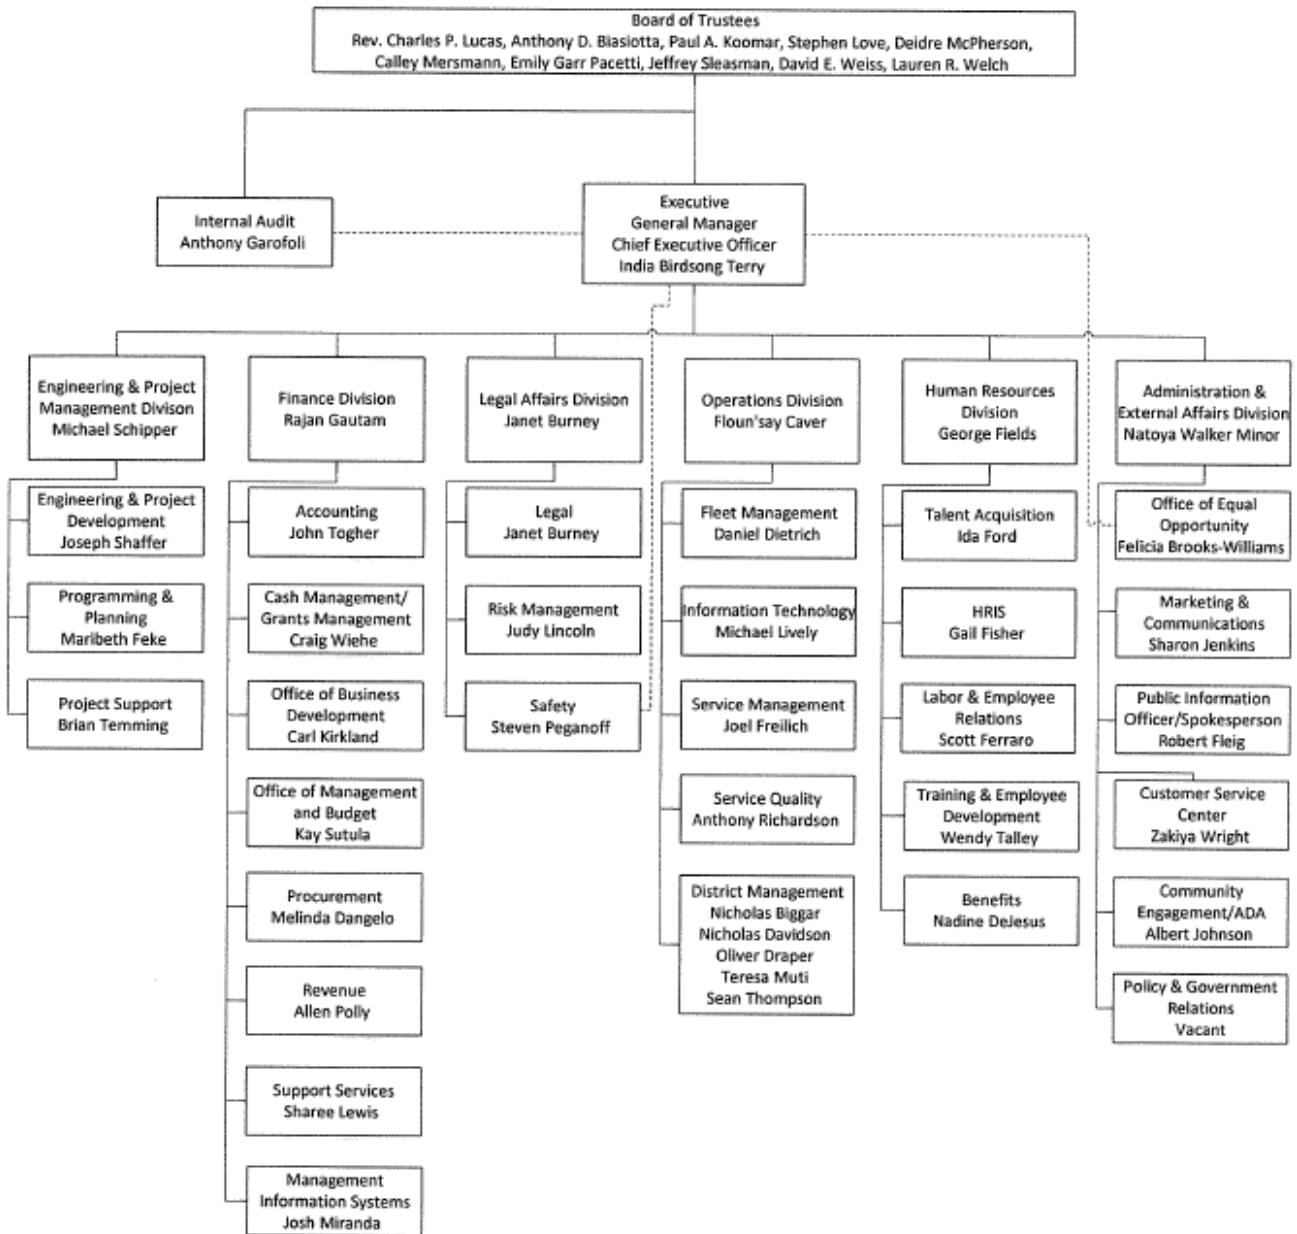 Board of Trustees
Rev. Charles P. Lucas, Anthony D. Biasiotta, Paul A. Koomar, Stephen Love, Deidre McPherson,
Calley Mersmann, Emily Garr Pacetti, Jeffrey Sleasman, David E. Weiss, Lauren R. Welch
Internal Audit
Anthony Garofoli
Executive
General Manager
Chief Executive Officer
India Birdsong Terry
Engineering & Project
Management Divison
Michael Schipper
Engineering & Project
Development
Joseph Shaffer
Programming &
Planning
Maribeth Feke
Project Support
Brian Temming
Finance Division
Rajan Gautam
Accounting
John Togher
Cash Management/
Grants Management
Craig Wiehe
Office of Business
Development
Carl Kirkland
Office of Management
and Budget
Kay Sutula
Procurement
Melinda Dangelo
Revenue
Allen Polly
Support Services
Sharee Lewis
Management
Information Systems
Josh Miranda
Legal Affairs Division
Janet Burney
Legal
Janet Burney
Risk Management
Judy Lincoln
Safety
Steven Peganoff
Operations Division
Floun'say Caver
Fleet Management
Daniel Dietrich
Information Technology
Michael Lively
Service Management
Joel Freilich
Service Quality
Anthony Richardson
District Management
Nicholas Biggar
Nicholas Davidson
Oliver Draper
Teresa Muti
Sean Thompson
Human Resources
Division
George Fields
Talent Acquisition
Ida Ford
HRIS
Gail Fisher
Labor & Employee
Relations
Scott Ferraro
Training & Employee
Development
Wendy Talley
Benefits
Nadine DeJesus
Administration &
External Affairs Division
Natoya Walker Minor
Office of Equal
Opportunity
Felicia Brooks-Williams
Marketing &
Communications
Sharon Jenkins
Public Information
Officer/Spokesperson
Robert Fleig
Customer Service
Center
Zakiya Wright
Community
Engagement/ADA
Albert Johnson
Policy & Government
Relations
Vacant